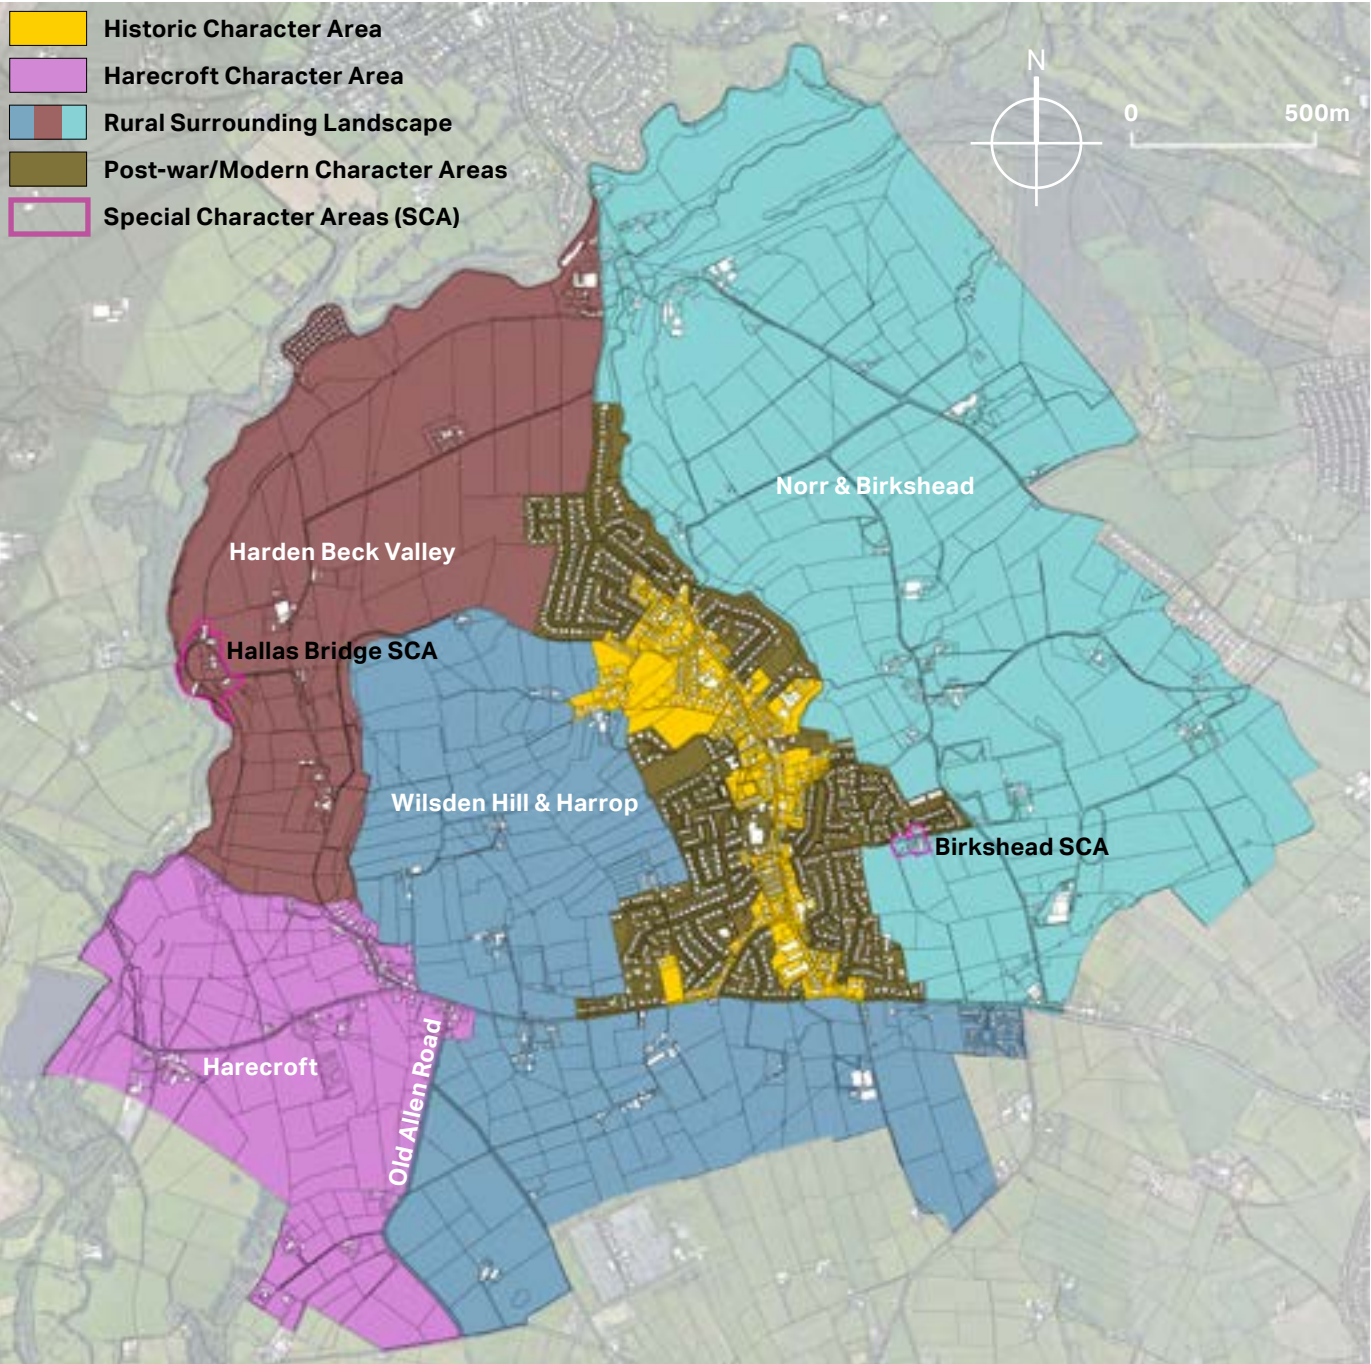 Historic Character Area
Harecroft Character Area
Rural Surrounding Landscape
Post-war/Modern Character Areas
Special Character Areas (SCA)
N
0 500m
Norr & Birkshead
Harden Beck Valley
Hallas Bridge SCA
Wilsden Hill & Harrop
Birkshead SCA
Harecroft
Old Allen Road